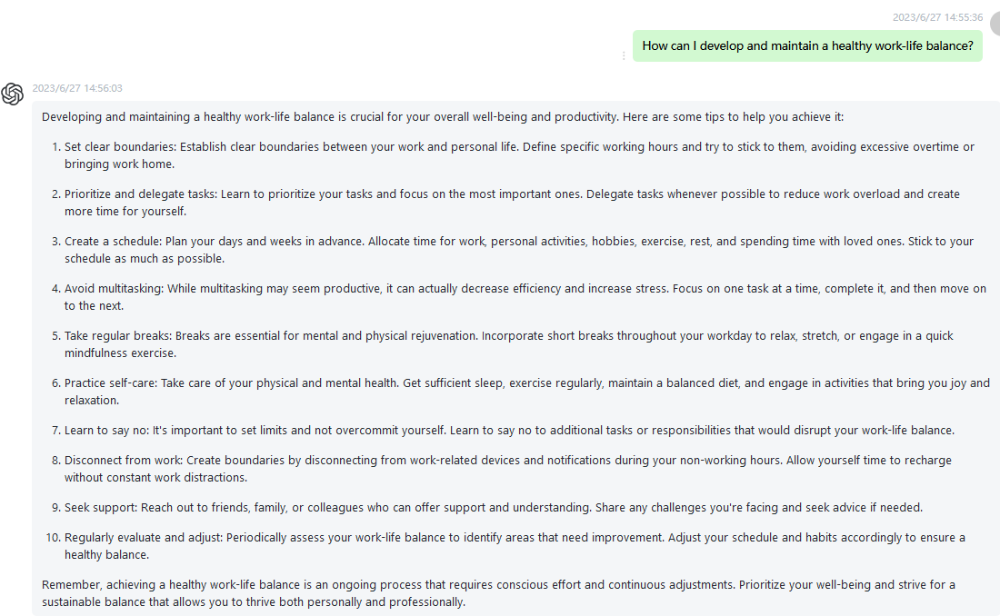 2023/6/27 14:55:36
How can I develop and maintain a healthy work-life balance?
2023/6/27 14:56:03
Developing and maintaining a healthy work-life balance is crucial for your overall well-being and productivity. Here are some tips to help you achieve it:
1. Set clear boundaries: Establish clear boundaries between your work and personal life. Define specific working hours and try to stick to them, avoiding excessive overtime or
bringing work home.
2. Prioritize and delegate tasks: Learn to prioritize your tasks and focus on the most important ones. Delegate tasks whenever possible to reduce work overload and create
more time for yourself.
3. Create a schedule: Plan your days and weeks in advance. Allocate time for work, personal activities, hobbies, exercise, rest, and spending time with loved ones. Stick to your
schedule as much as possible.
4. Avoid multitasking: While multitasking may seem productive, it can actually decrease efficiency and increase stress. Focus on one task at a time, complete it, and then move on
to the next.
5. Take regular breaks: Breaks are essential for mental and physical rejuvenation. Incorporate short breaks throughout your workday to relax, stretch, or engage in a quick
mindfulness exercise.
6. Practice self-care: Take care of your physical and mental health. Get sufficient sleep, exercise regularly, maintain a balanced diet, and engage in activities that bring you joy and
relaxation.
7. Learn to say no: It's important to set limits and not overcommit yourself. Learn to say no to additional tasks or responsibilities that would disrupt your work-life balance.
8. Disconnect from work: Create boundaries by disconnecting from work-related devices and notifications during your non-working hours. Allow yourself time to recharge
without constant work distractions.
9. Seek support: Reach out to friends, family, or colleagues who can offer support and understanding. Share any challenges you're facing and seek advice if needed.
10. Regularly evaluate and adjust: Periodically assess your work-life balance to identify areas that need improvement. Adjust your schedule and habits accordingly to ensure a
healthy balance.
Remember, achieving a healthy work-life balance is an ongoing process that requires conscious effort and continuous adjustments. Prioritize your well-being and strive for a
sustainable balance that allows you to thrive both personally and professionally.